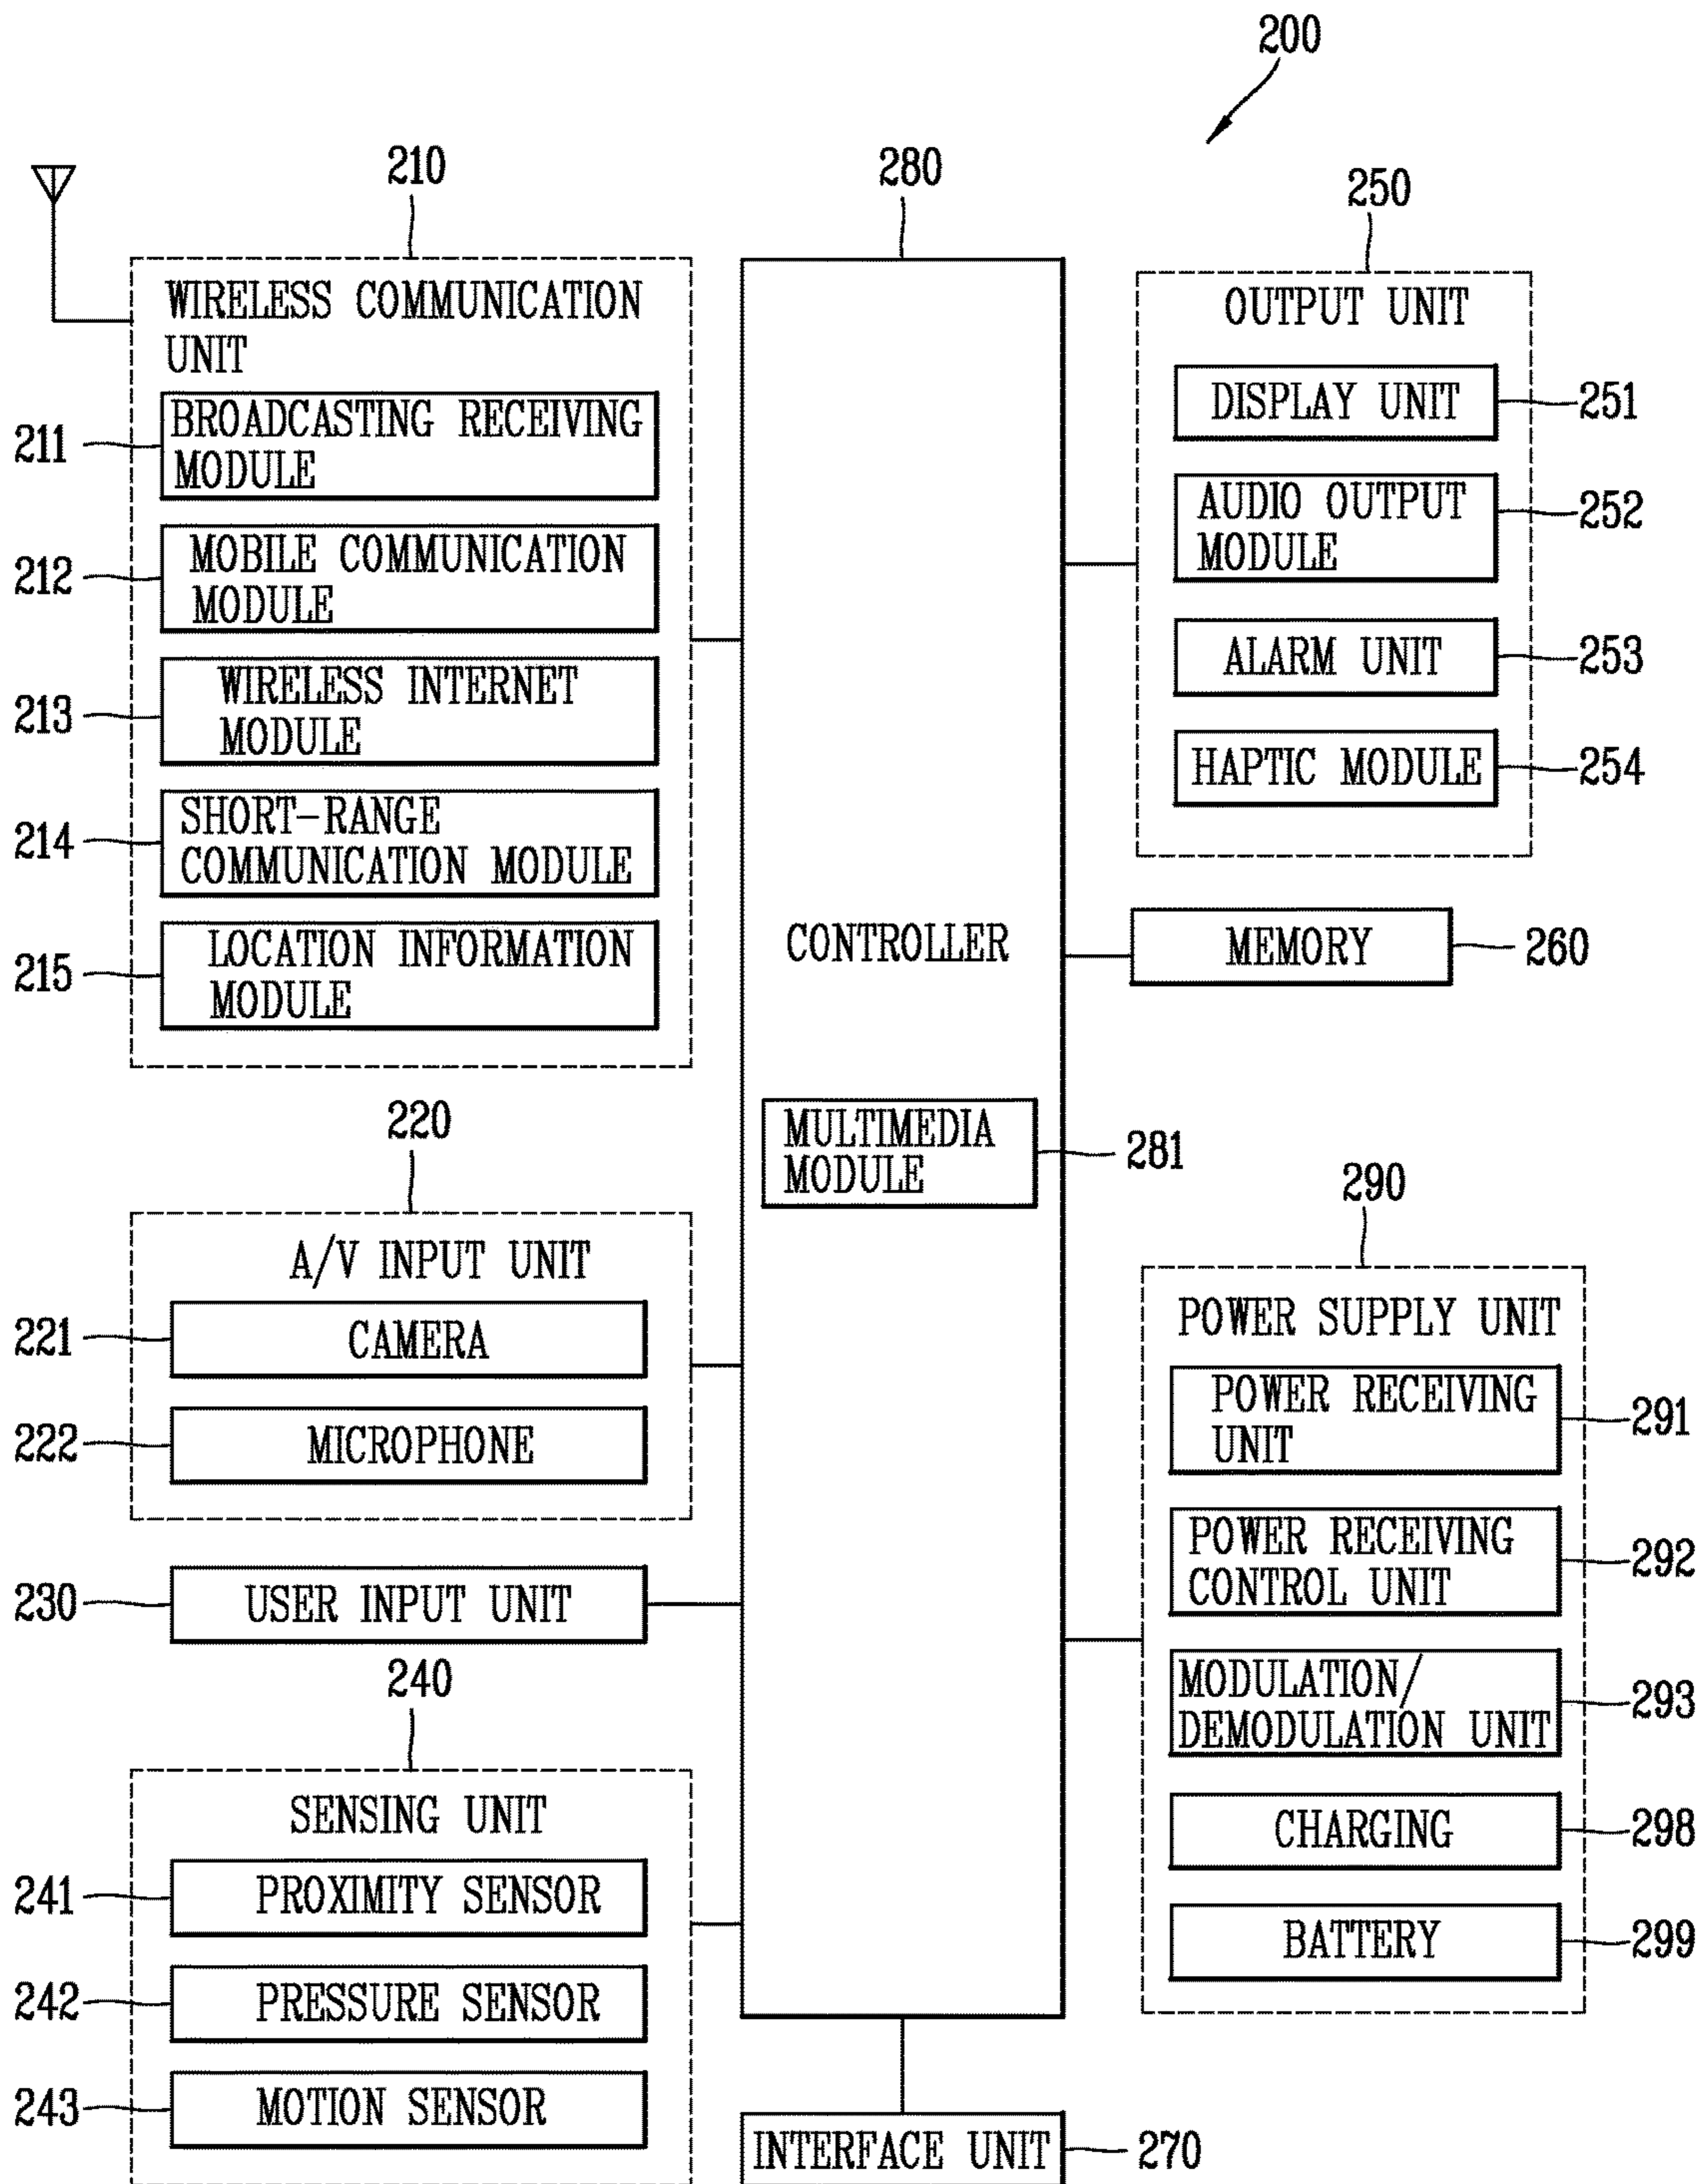 200
210
WIRELESS COMMUNICATION
UNIT
211
BROADCASTING RECEIVING
MODULE
212
MOBILE COMMUNICATION
MODULE
213
WIRELESS INTERNET
MODULE
214
SHORT-RANGE
COMMUNICATION MODULE
215
LOCATION INFORMATION
MODULE
220
A/V INPUT UNIT
221
CAMERA
222
MICROPHONE
230
USER INPUT UNIT
240
SENSING UNIT
241
PROXIMITY SENSOR
242
PRESSURE SENSOR
243
MOTION SENSOR
280
CONTROLLER
MULTIMEDIA
MODULE
281
INTERFACE UNIT
270
250
OUTPUT UNIT
DISPLAY UNIT
251
AUDIO OUTPUT
MODULE
252
ALARM UNIT
253
HAPTIC MODULE
254
MEMORY
260
290
POWER SUPPLY UNIT
POWER RECEIVING
UNIT
291
POWER RECEIVING
CONTROL UNIT
292
MODULATION/
DEMODULATION UNIT
293
CHARGING
298
BATTERY
299